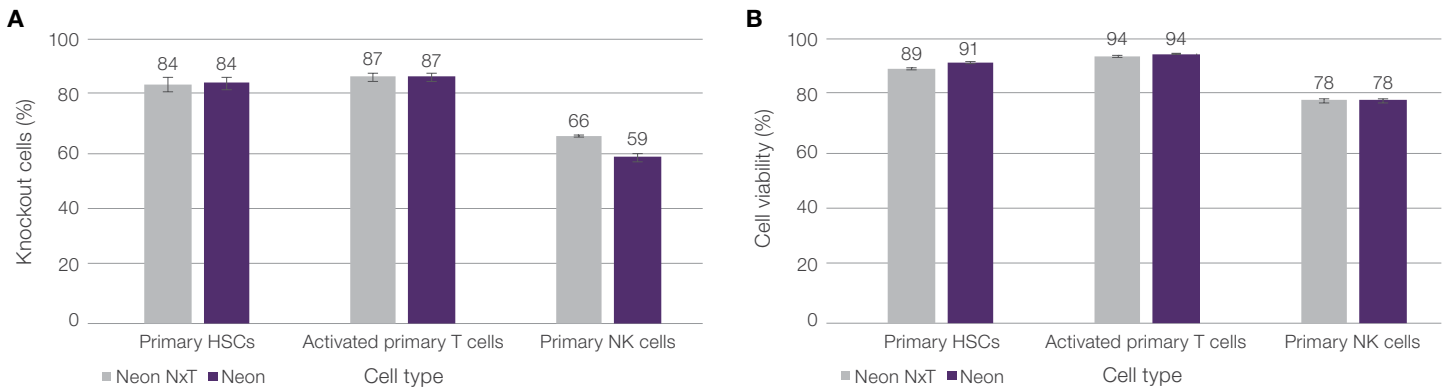 A
Knockout cells (%)
100
80
60
40
20
0
84 84
87 87
66 59
Primary HSCs Activated primary T cells Primary NK cells
Neon NxT Neon
Cell type
B
Cell viability (%)
100
80
60
40
20
0
89 91
94 94
78 78
Primary HSCs Activated primary T cells Primary NK cells
Neon NxT Neon
Cell type